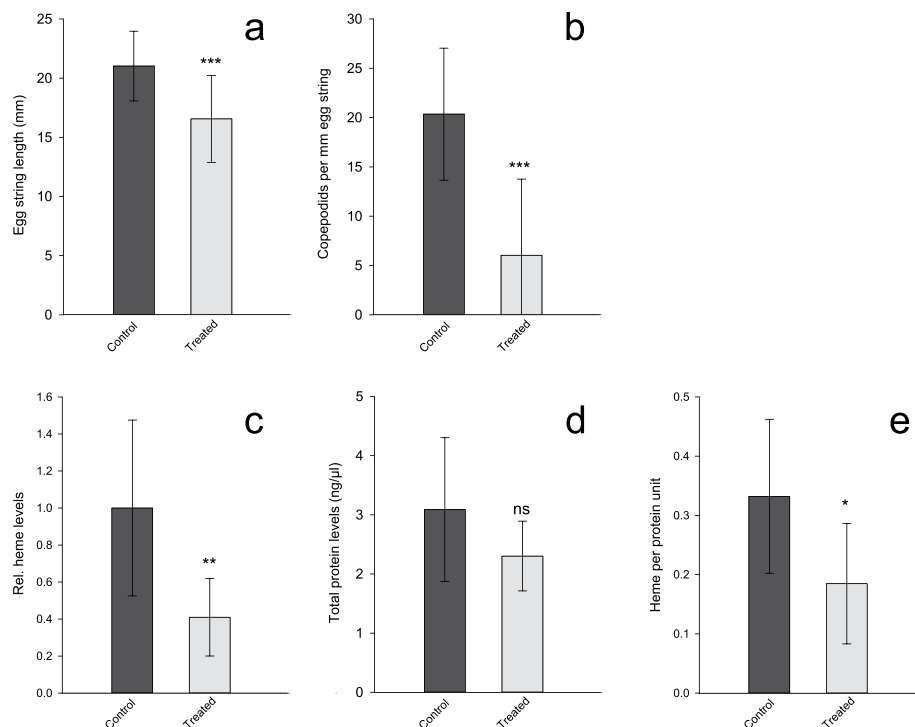 a
Egg string length (mm)
25
20
15
10
5
0
***
Control
Treated
b
Copepodids per mm egg string
30
25
20
15
10
5
0
***
Control
Treated
c
Rel. heme levels
1.6
1.4
1.2
1.0
0.8
0.6
0.4
0.2
0.0
**
Control
Treated
d
Total protein levels (ng/µl)
5
4
3
2
1
0
ns
Control
Treated
e
Heme per protein unit
0.5
0.4
0.3
0.2
0.1
0.0
*
Control
Treated